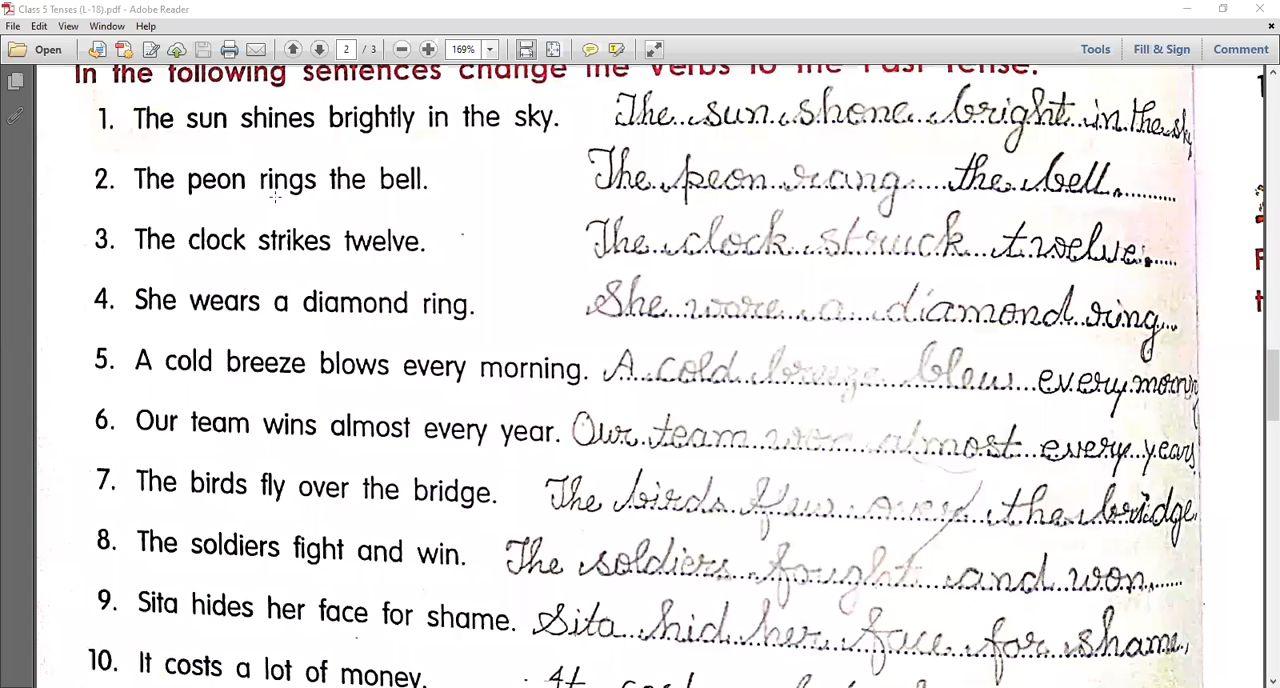 Class 5 Tenses (L-18).pdf - Adobe Reader
File Edit View Window Help
Open 2 / 3 169% Tools Fill & Sign Comment
In the following sentences change the verbs to the Past Tense.
1. The sun shines brightly in the sky. The sun shone bright in the sky
2. The peon rings the bell. The peon rang the bell.
3. The clock strikes twelve. The clock struck twelve.
4. She wears a diamond ring. She wore a diamond ring.
5. A cold breeze blows every morning. A cold breeze blew every morning
6. Our team wins almost every year. Our team won almost every years
7. The birds fly over the bridge. The birds flew over the bridge.
8. The soldiers fight and win. The soldiers fought and won.
9. Sita hides her face for shame. Sita hid her face for shame.
10. It costs a lot of money. It cost